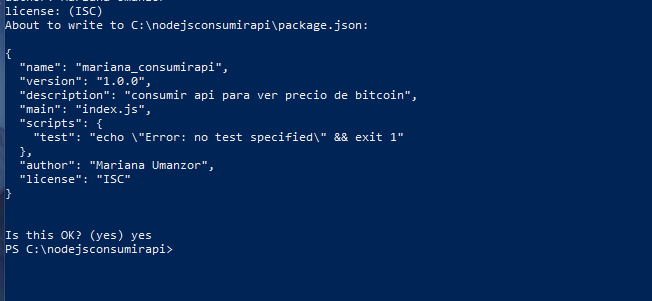 license: (ISC)
About to write to C:\nodejsconsumirapi\package.json:
{
"name": "mariana_consumirapi",
"version": "1.0.0",
"description": "consumir api para ver precio de bitcoin",
"main": "index.js",
"scripts": {
"test": "echo \"Error: no test specified\" && exit 1"
},
"author": "Mariana Umanzor",
"license": "ISC"
}
Is this OK? (yes) yes
PS C:\nodejsconsumirapi>